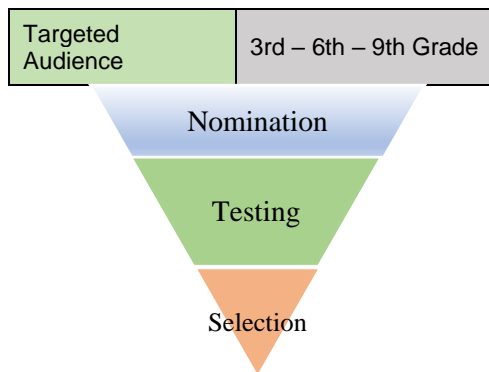 Targeted
Audience
3rd – 6th – 9th Grade
Nomination
Testing
Selection